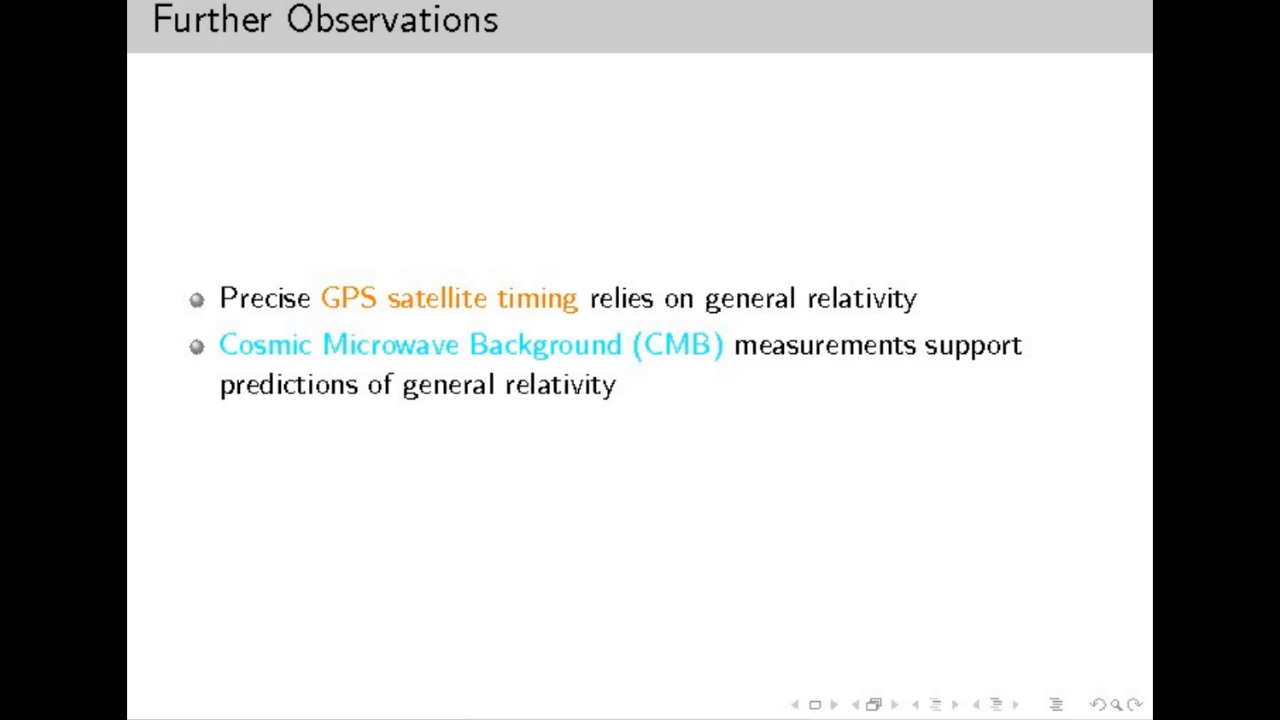 Further Observations
Precise GPS satellite timing relies on general relativity
Cosmic Microwave Background (CMB) measurements support
predictions of general relativity